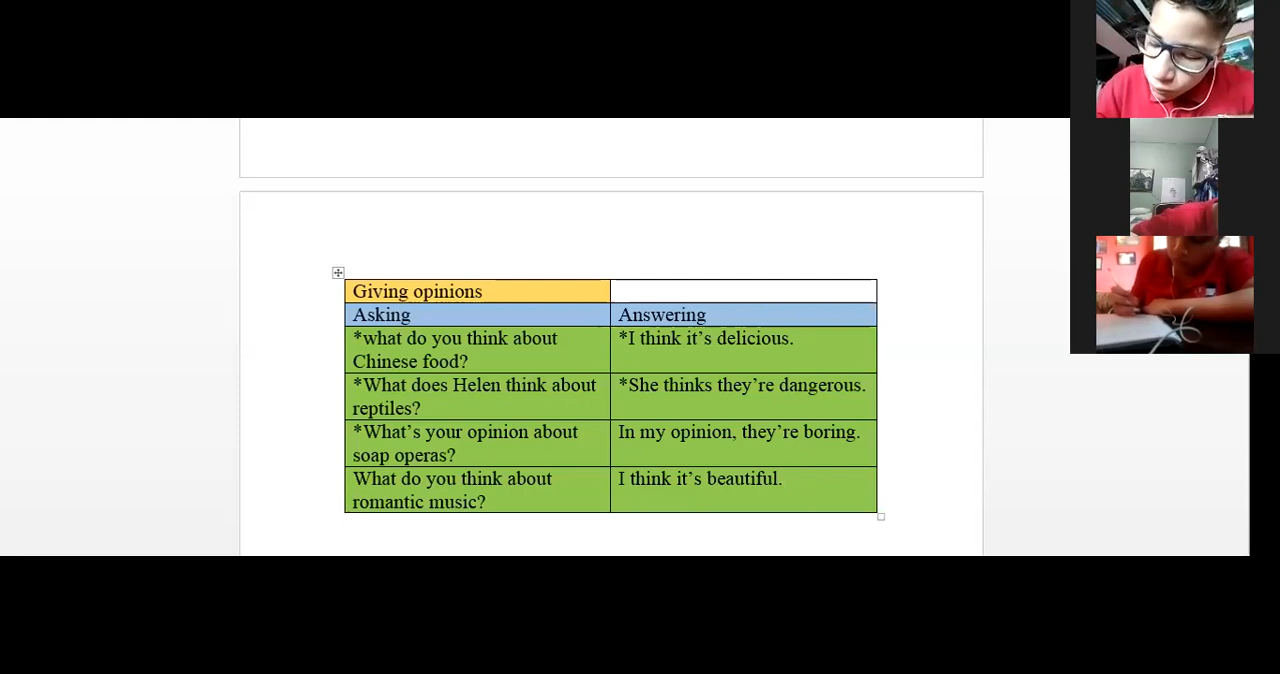 Giving opinions
Asking
Answering
*what do you think about
Chinese food?
*I think it's delicious.
*What does Helen think about
reptiles?
*She thinks they're dangerous.
*What's your opinion about
soap operas?
In my opinion, they're boring.
What do you think about
romantic music?
I think it's beautiful.